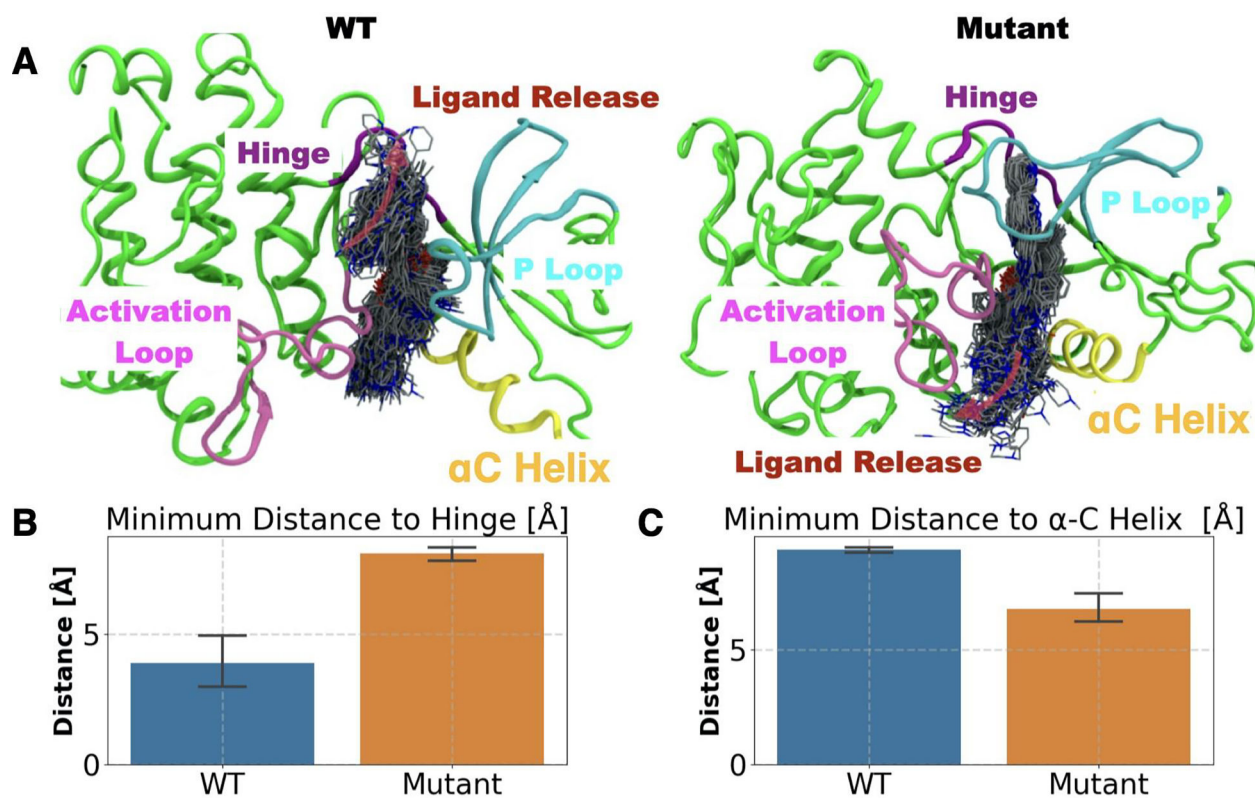 A
WT
Mutant
Ligand Release
Hinge
Hinge
P Loop
P Loop
Activation
Loop
Activation
Loop
αC Helix
αC Helix
Ligand Release
B
Minimum Distance to Hinge [Å]
Distance [Å]
5
0
WT
Mutant
C
Minimum Distance to α-C Helix [Å]
Distance [Å]
5
0
WT
Mutant